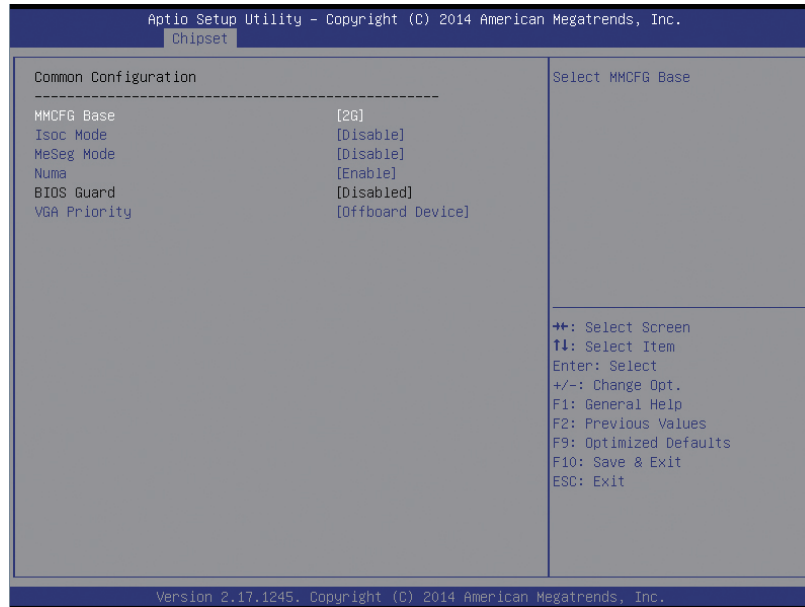 Aptio Setup Utility – Copyright (C) 2014 American Megatrends, Inc.
Chipset
Common Configuration
------------------------------------------------
MMCFG Base [2G]
Isoc Mode [Disable]
MeSeg Mode [Disable]
Numa [Enable]
BIOS Guard [Disabled]
VGA Priority [Offboard Device]
Select MMCFG Base
→←: Select Screen
↑↓: Select Item
Enter: Select
+/-: Change Opt.
F1: General Help
F2: Previous Values
F9: Optimized Defaults
F10: Save & Exit
ESC: Exit
Version 2.17.1245. Copyright (C) 2014 American Megatrends, Inc.